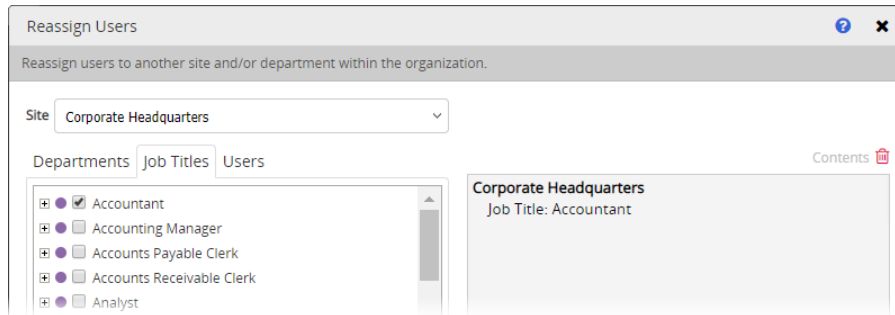 Reassign Users
Reassign users to another site and/or department within the organization.
Site Corporate Headquarters
Departments Job Titles Users
Contents
Accountant
Accounting Manager
Accounts Payable Clerk
Accounts Receivable Clerk
Analyst
Corporate Headquarters
Job Title: Accountant